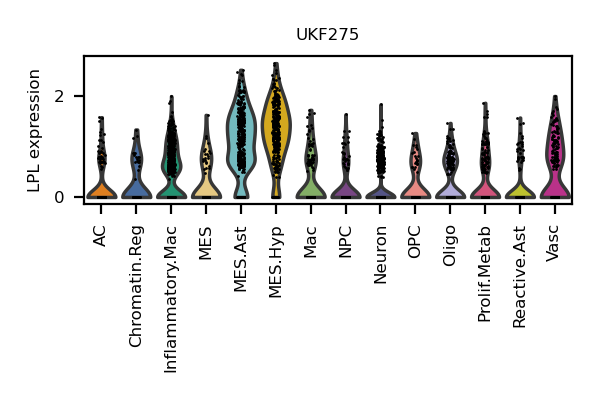 UKF275
LPL expression
2
0
AC
Chromatin.Reg
Inflammatory.Mac
MES
MES.Ast
MES.Hyp
Mac
NPC
Neuron
OPC
Oligo
Prolif.Metab
Reactive.Ast
Vasc